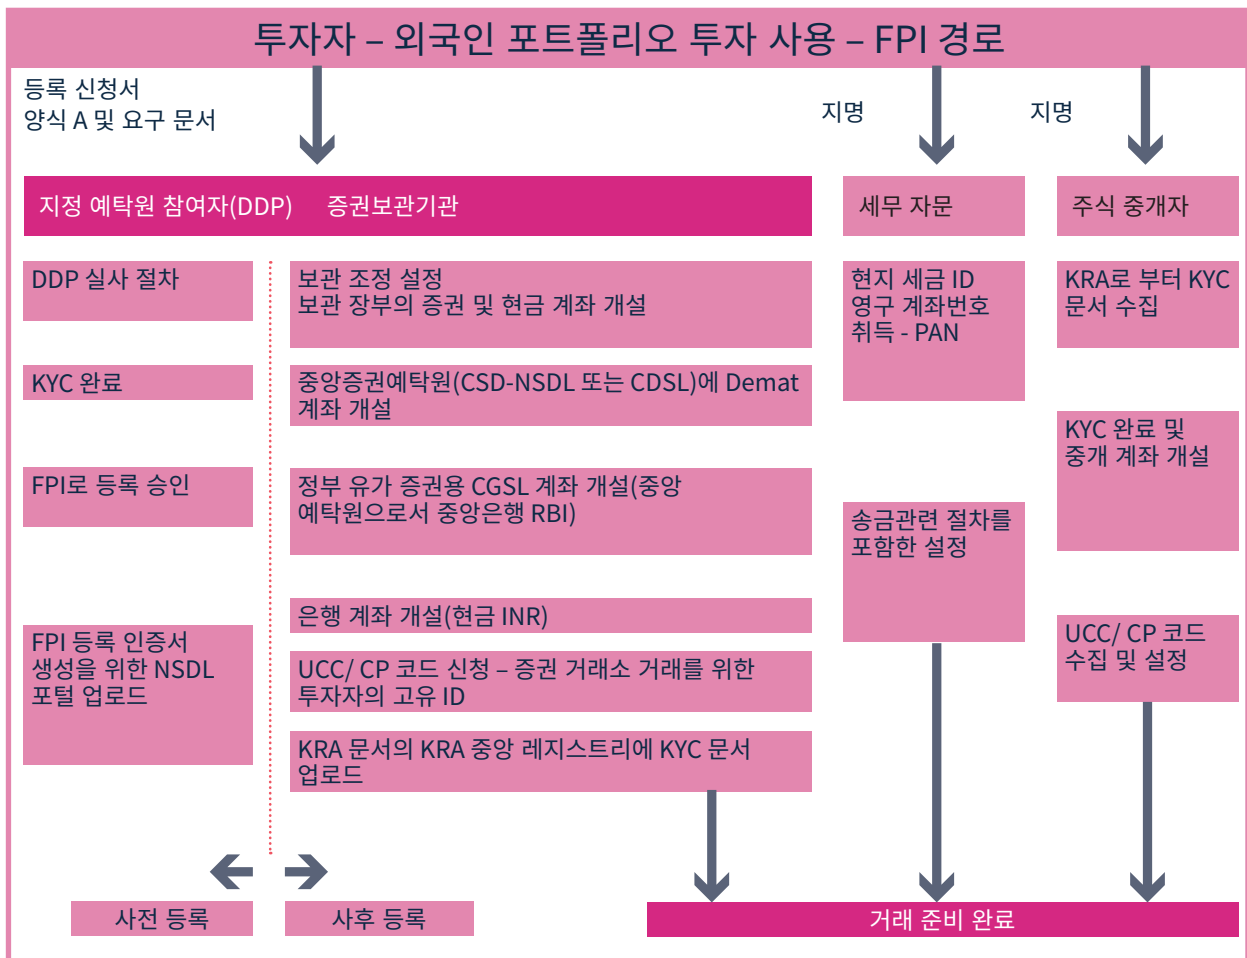 투자자 – 외국인 포트폴리오 투자 사용 – FPI 경로
등록 신청서
양식 A 및 요구 문서
지명
지명
지정 예탁원 참여자(DDP) 증권보관기관
세무 자문
주식 중개자
DDP 실사 절차
KYC 완료
FPI로 등록 승인
FPI 등록 인증서
생성을 위한 NSDL
포털 업로드
보관 조정 설정
보관 장부의 증권 및 현금 계좌 개설
중앙증권예탁원(CSD-NSDL 또는 CDSL)에 Demat
계좌 개설
정부 유가 증권용 CGSL 계좌 개설(중앙
예탁원으로서 중앙은행 RBI)
은행 계좌 개설(현금 INR)
UCC/ CP 코드 신청 – 증권 거래소 거래를 위한
투자자의 고유 ID
KRA 문서의 KRA 중앙 레지스트리에 KYC 문서
업로드
현지 세금 ID
영구 계좌번호
취득 - PAN
송금관련 절차를
포함한 설정
KRA로 부터 KYC
문서 수집
KYC 완료 및
중개 계좌 개설
UCC/ CP 코드
수집 및 설정
사전 등록
사후 등록
거래 준비 완료